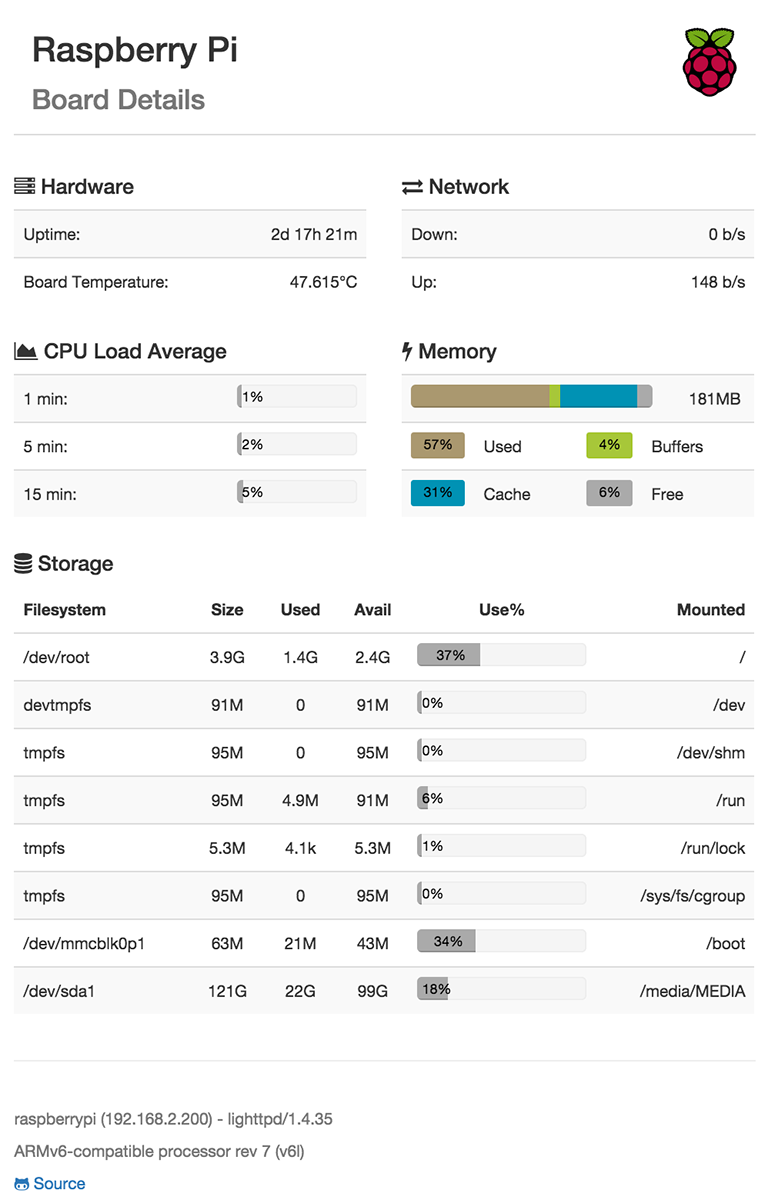 Raspberry Pi
Board Details
Hardware
Uptime: 2d 17h 21m
Board Temperature: 47.615°C
Network
Down: 0 b/s
Up: 148 b/s
CPU Load Average
1 min: 1%
5 min: 2%
15 min: 5%
Memory
181MB
57% Used 4% Buffers
31% Cache 6% Free
Storage
Filesystem Size Used Avail Use% Mounted
/dev/root 3.9G 1.4G 2.4G 37% /
devtmpfs 91M 0 91M 0% /dev
tmpfs 95M 0 95M 0% /dev/shm
tmpfs 95M 4.9M 91M 6% /run
tmpfs 5.3M 4.1k 5.3M 1% /run/lock
tmpfs 95M 0 95M 0% /sys/fs/cgroup
/dev/mmcblk0p1 63M 21M 43M 34% /boot
/dev/sda1 121G 22G 99G 18% /media/MEDIA
raspberrypi (192.168.2.200) - lighttpd/1.4.35
ARMv6-compatible processor rev 7 (v6l)
Source